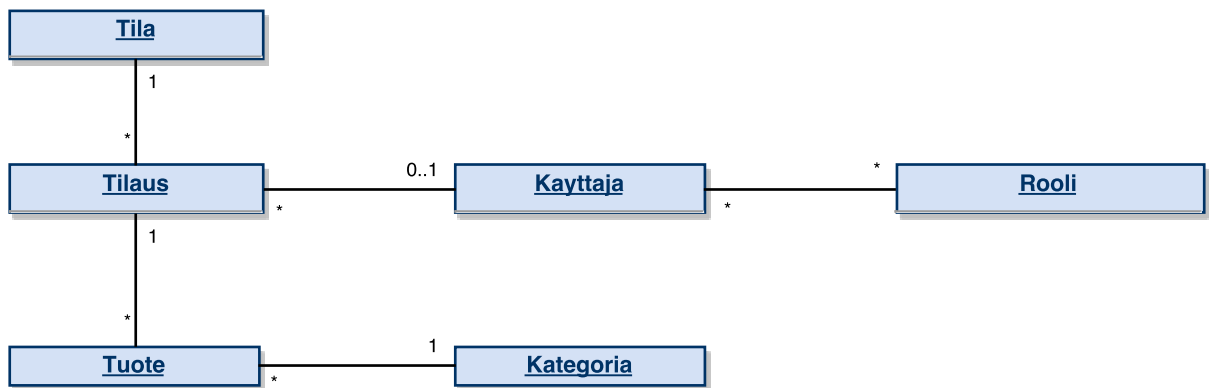 Tila
1
*
Tilaus
*
0..1
Kayttaja
*
*
Rooli
1
*
Tuote
*
1
Kategoria